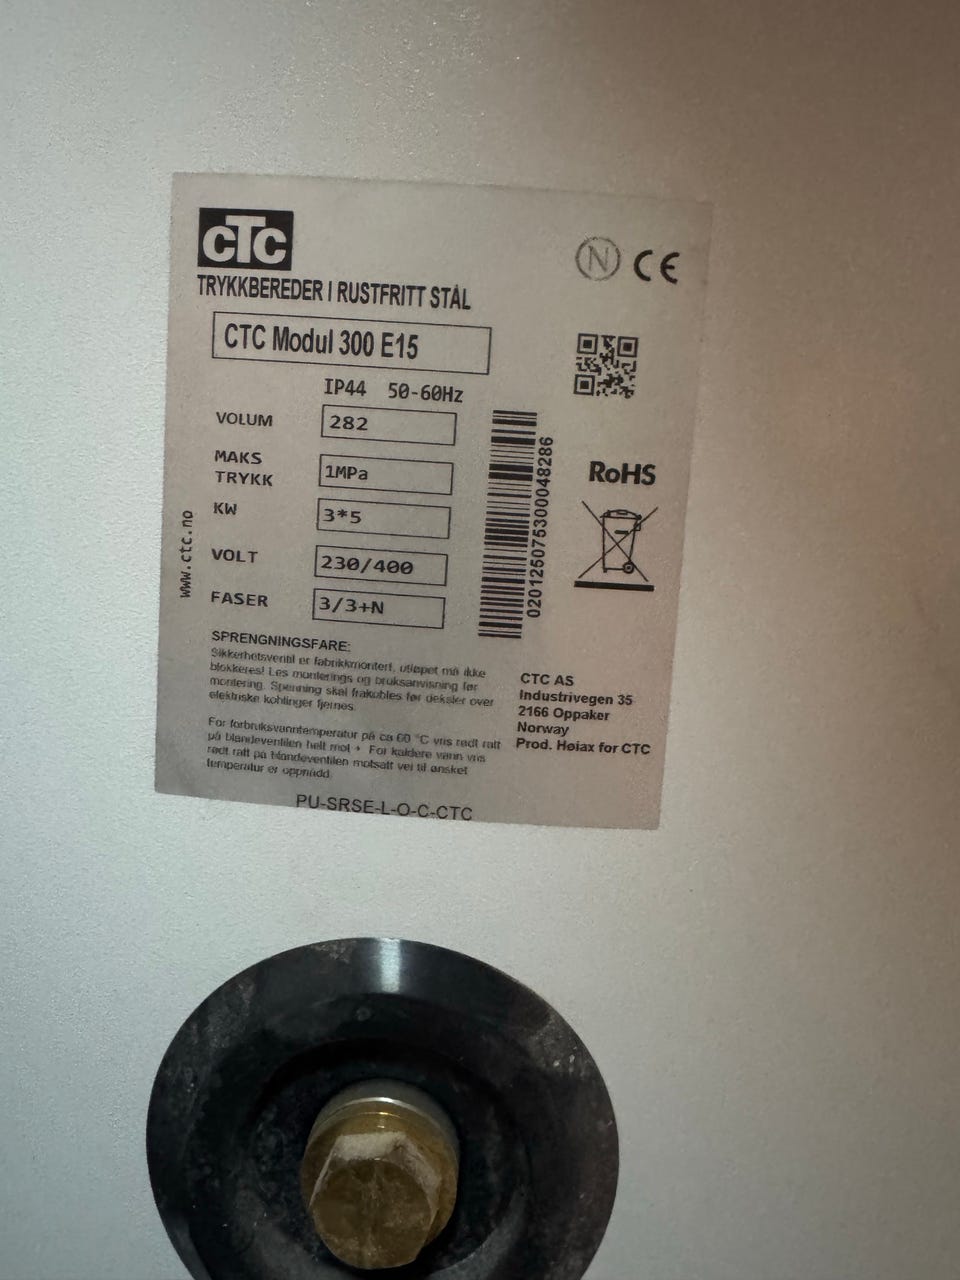 CTC
N CE
TRYKKBEREDER I RUSTFRITT STÅL
CTC Modul 300 E15
IP44 50-60Hz
VOLUM 282
MAKS
TRYKK 1MPa
KW 3*5
VOLT 230/400
FASER 3/3+N
www.ctc.no
02012507530004828​6
RoHS
SPRENGNINGSFARE:
Sikkerhetsventil er fabrikkmontert, utløpet må ikke
blokkeres! Les monterings og bruksanvisning før
montering. Spenning skal frakobles før deksler over
elektriske koblinger fjernes.
For forbruksvanntemperatur på ca 60 °C vris rødt ratt
på blandeventilen helt mot + For kaldere vann vris
rødt ratt på blandeventilen motsatt vei til ønsket
temperatur er oppnådd.
CTC AS
Industrivegen 35
2166 Oppaker
Norway
Prod. Høiax for CTC
PU-SRSE-L-O-C-CTC